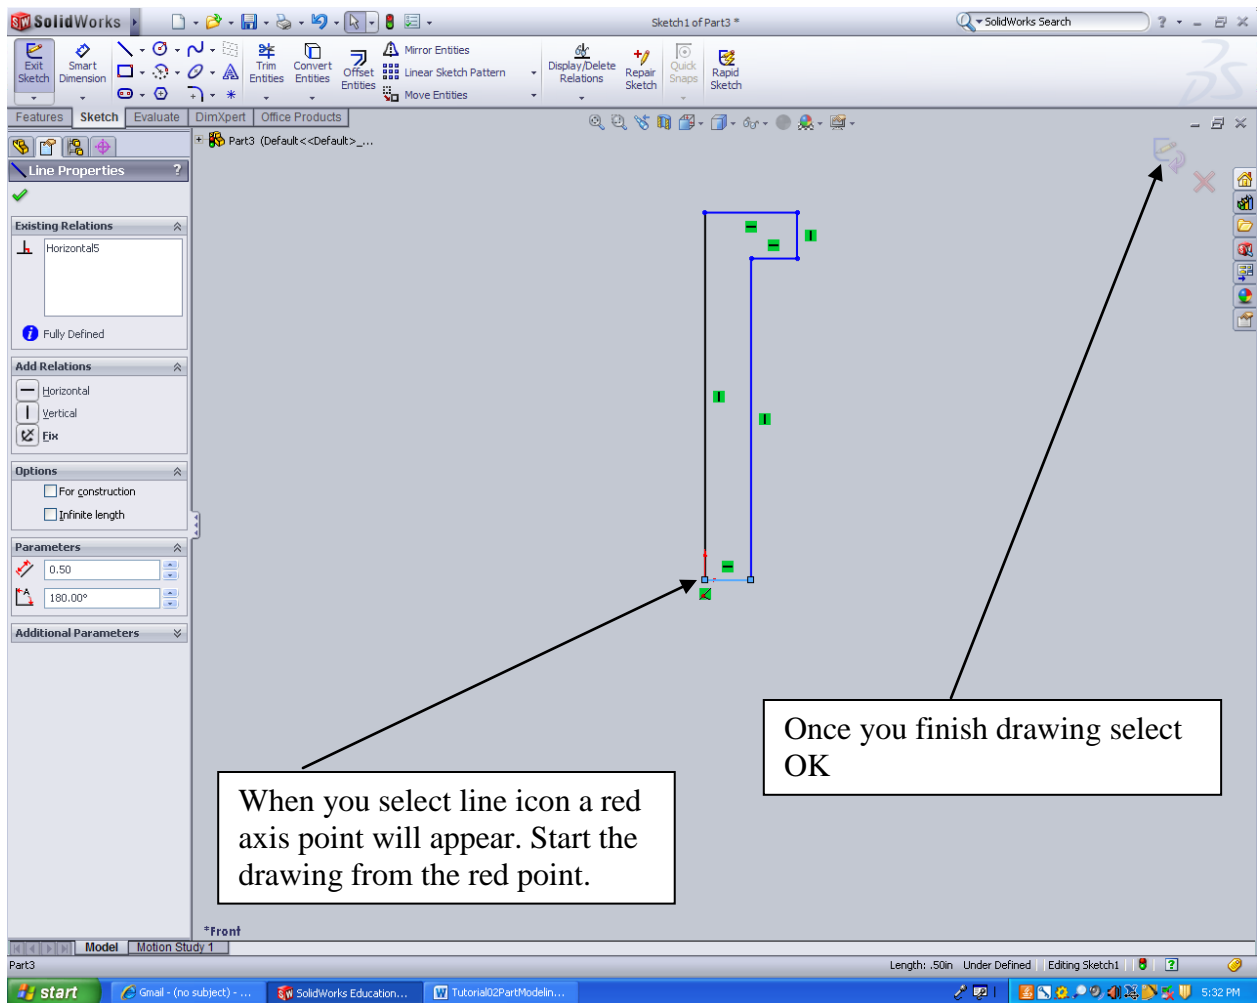 SolidWorks
Sketch1 of Part3 *
SolidWorks Search
?
Exit Sketch
Smart Dimension
Trim Entities
Convert Entities
Offset Entities
Mirror Entities
Linear Sketch Pattern
Move Entities
Display/Delete Relations
Repair Sketch
Quick Snaps
Rapid Sketch
Features Sketch Evaluate DimXpert Office Products
Part3 (Default<<Default>_...
Line Properties ?
Existing Relations
Horizontal5
Fully Defined
Add Relations
Horizontal
Vertical
Fix
Options
For construction
Infinite length
Parameters
0.50
180.00°
Additional Parameters
Once you finish drawing select
OK
When you select line icon a red
axis point will appear. Start the
drawing from the red point.
*Front
Model Motion Study 1
Part3 Length: .50in Under Defined Editing Sketch1
start Gmail - (no subject) - ... SolidWorks Education... Tutorial02PartModelin... 5:32 PM